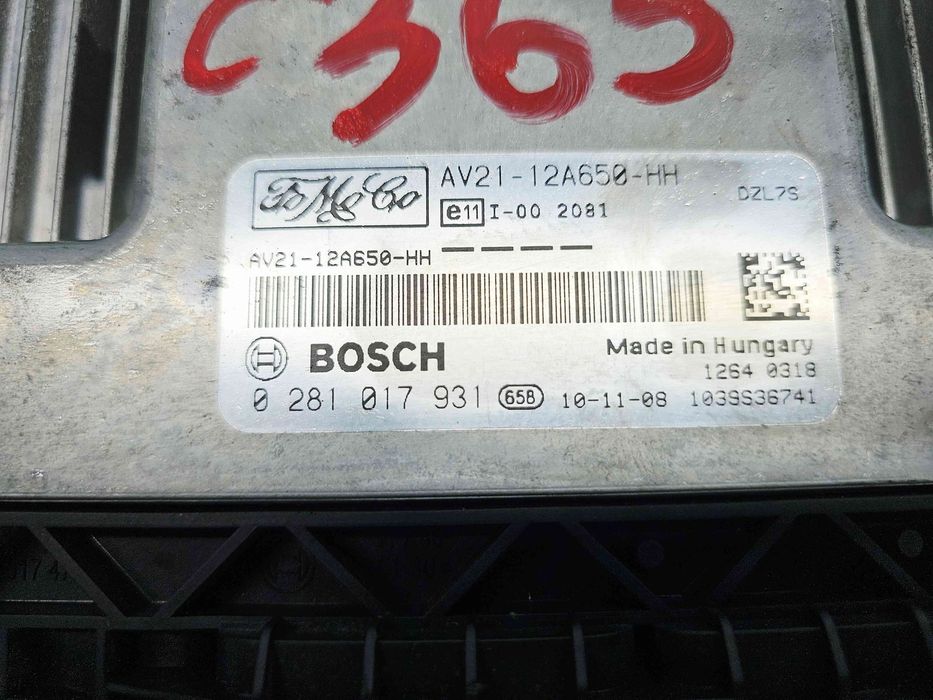 C365
FoMoCo AV21-12A650-HH DZL7S
e11 I-00 2081
AV21-12A650-HH
BOSCH Made in Hungary
1264 0318
0 281 017 931 658 10-11-08 1039S36741